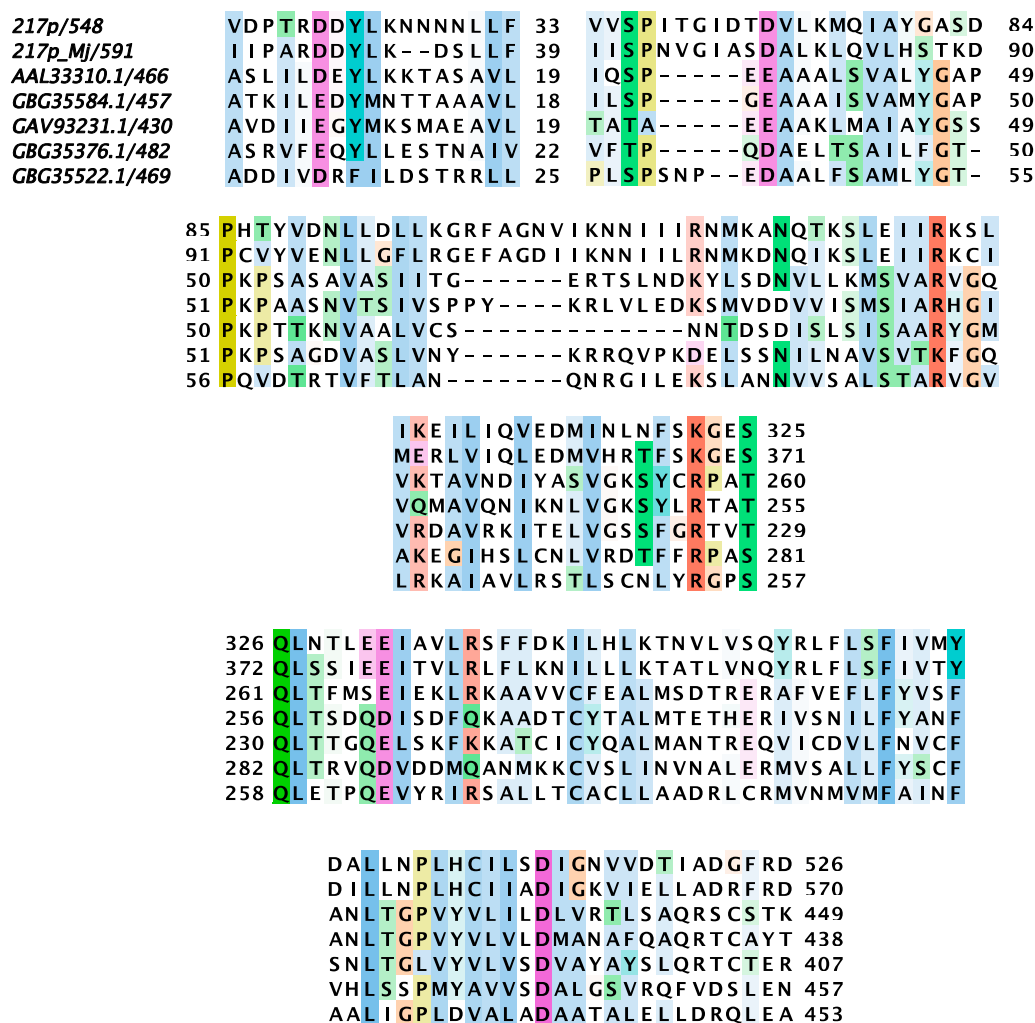 217p/548 VDPTRDDYLKNNNNLLF 33 VVSPITGIDTDVLKMQIAYGASD 84
217p_Mj/591 IIPARDDYLK--DSLLF 39 IISPNVGIASDALKLQVLHSTKD 90
AAL33310.1/466 ASLILDEYLKKTASAVL 19 IQSP-----EEAAALSVALYGAP 49
GBG35584.1/457 ATKILEDYMNTTAAAVL 18 ILSP-----GEAAAISVAMYGAP 50
GAV93231.1/430 AVDIIEGYMKSMAEAVL 19 TATA-----EEAAKLMAIAYGSS 49
GBG35376.1/482 ASRVFEQYLLESTNAIV 22 VFTP-----QDAELTSAILFGT- 50
GBG35522.1/469 ADDIVDRFILDSTRRLL 25 PLSPSNP--EDAALFSAMLYGT- 55
85 PHTYVDNLLDLLKGRFAGNVIKNNIIIRNMKANQTKSLEIIRKSL
91 PCVYVENLLGFLRGEFAGDIIKNNIILRNMKDNQIKSLEIIRKCI
50 PKPSASAVASIITG-----ERTSLNDKYLSDNVLLKMSVARVGQ
51 PKPAASNVTSIVSPPY----KRLVLEDKSMVDDVVISMSIARHGI
50 PKPTTKNVAALVCS-------------NNTDSDISLSISAARYGM
51 PKPSAGDVASLVNY------KRRQVPKDELSSNILNAVSVTKFGQ
56 PQVDTRTVFTLAN-------QNRGILEKSLANNVVSALSTARVGV
IKEILIQVEDMINLNFSKGES 325
MERLVIQLEDMVHRTFSKGES 371
VKTAVNDIYASVGKSYCRPAT 260
VQMAVQNIKNLVGKSYLRTAT 255
VRDAVRKITELVGSSFGRTVT 229
AKEGIHSLCNLVRDTFFRPAS 281
LRKAIAVLRSTLSCNLYRGPS 257
326 QLNTLEEIAVLRSFFDKILHLKTNVLVSQYRLFLSFIVMY
372 QLSSIEEITVLRLFLKNILLLKTATLVNQYRLFLSFIVTY
261 QLTFMSEIEKLRKAAVVCFEALMSDTRERAFVEFLFYVSF
256 QLTSDQDISDFQKAADTCYTALMTETHERIVSNILFYANF
230 QLTTGQELSKFKKATCICYQALMANTREQVICDVLFNVCF
282 QLTRVQDVDDMQANMKKCVSLINVNALERMVSALLFYSCF
258 QLETPQEVYRIRSALLTCACLLAADRLCRMVNMVMFAINF
DALLNPLHCILSDIGNVVDTIADGFRD 526
DILLNPLHCIIADIGKVIELLADRFRD 570
ANLTGPVYVLILDLVRTLSAQRSCSTK 449
ANLTGPVYVLVLDMANAFQAQRTCAYT 438
SNLTGLVYVLVSDVAYAYSLQRTCTER 407
VHLSSPMYAVVSDALGSVRQFVDSLEN 457
AALIGPLDVALADAATALELLDRQLEA 453